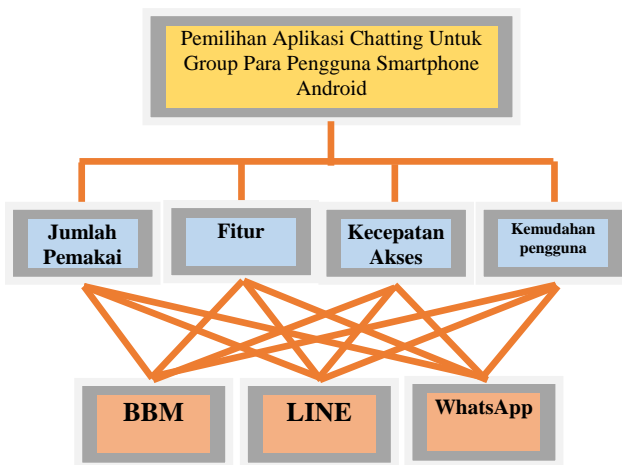 Pemilihan Aplikasi Chatting Untuk
Group Para Pengguna Smartphone
Android
Jumlah
Pemakai
Fitur
Kecepatan
Akses
Kemudahan
pengguna
BBM
LINE
WhatsApp